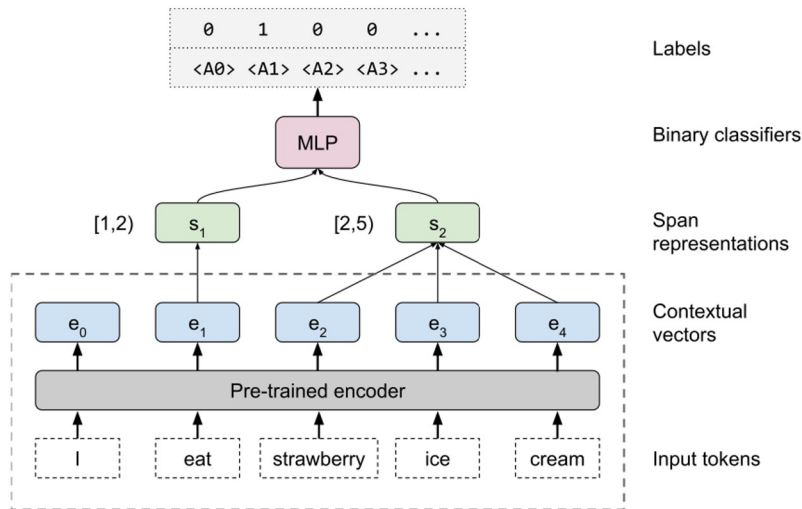 0 1 0 0 ...
<A0> <A1> <A2> <A3> ...
Labels
MLP
Binary classifiers
[1,2) s1 [2,5) s2
Span
representations
e0 e1 e2 e3 e4
Contextual
vectors
Pre-trained encoder
I eat strawberry ice cream
Input tokens